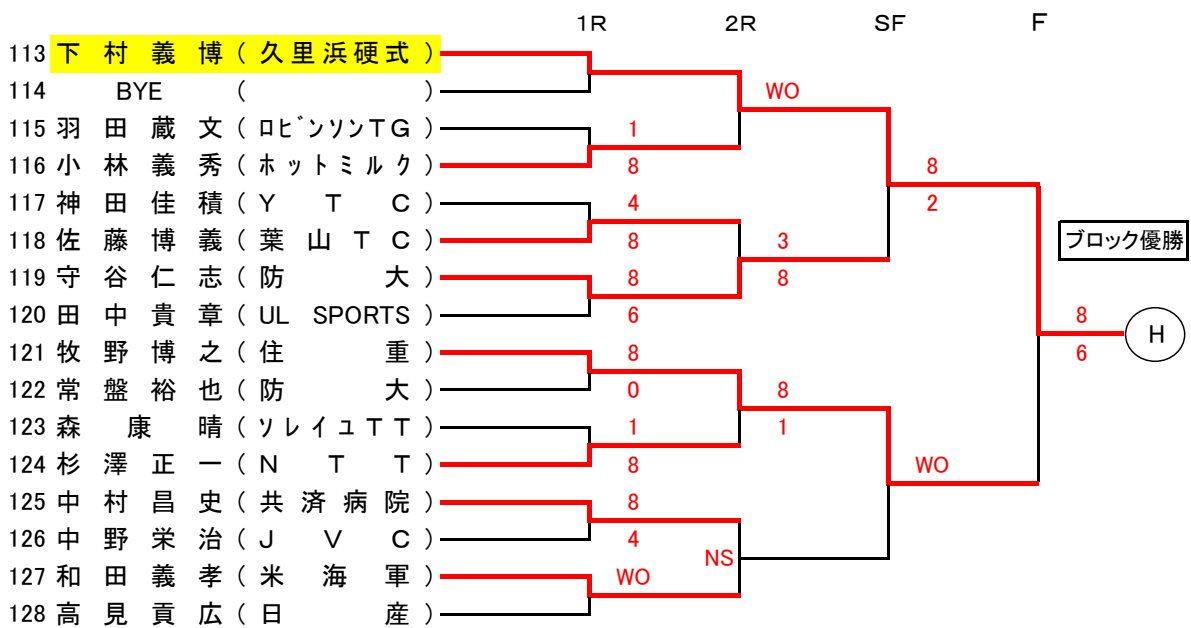 1R 2R SF F
113 下村義博(久里浜硬式)
114 BYE ( )
WO
115 羽田蔵文(ロビンソンTG)
1
116 小林義秀(ホットミルク)
8
8
117 神田佳積(YTC)
4
2
118 佐藤博義(葉山TC)
8
3
ブロック優勝
119 守谷仁志(防大)
8
8
120 田中貴章(UL SPORTS)
6
8
H
121 牧野博之(住重)
8
6
122 常盤裕也(防大)
0
8
123 森康晴(ソレイユTT)
1
1
124 杉澤正一(NTT)
8
WO
125 中村昌史(共済病院)
8
126 中野栄治(JVC)
4
NS
127 和田義孝(米海軍)
WO
128 高見貢広(日産)